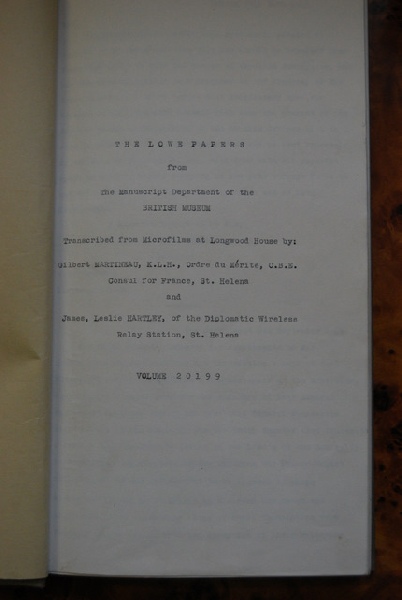 THE LOWE PAPERS
from
The Manuscript Department of the
BRITISH MUSEUM
Transcribed from Microfilms at Longwood House by:
Gilbert MARTINEAU, K.L.H., Ordre du Mérite, C.B.E.
Consul for France, St. Helena
and
James, Leslie HARTLEY, of the Diplomatic Wireless
Relay Station, St. Helena
VOLUME 20199